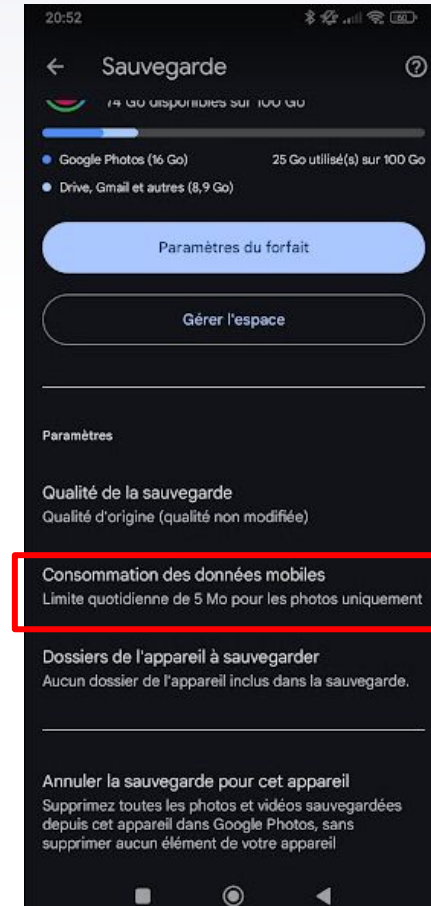 20:52
60
Sauvegarde
74 Go disponibles sur 100 Go
Google Photos (16 Go)
25 Go utilisé(s) sur 100 Go
Drive, Gmail et autres (8,9 Go)
Paramètres du forfait
Gérer l'espace
Paramètres
Qualité de la sauvegarde
Qualité d'origine (qualité non modifiée)
Consommation des données mobiles
Limite quotidienne de 5 Mo pour les photos uniquement
Dossiers de l'appareil à sauvegarder
Aucun dossier de l'appareil inclus dans la sauvegarde.
Annuler la sauvegarde pour cet appareil
Supprimez toutes les photos et vidéos sauvegardées
depuis cet appareil dans Google Photos, sans
supprimer aucun élément de votre appareil